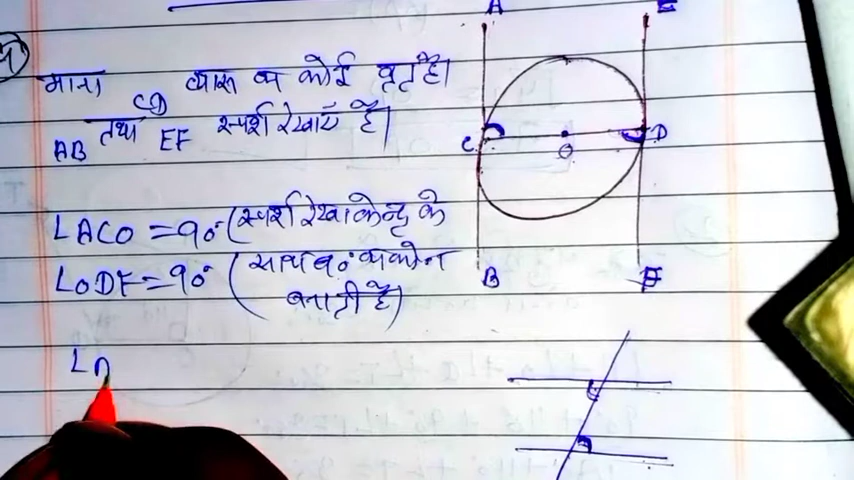 माना CD व्यास का कोई वृत्त है।
AB तथा EF स्पर्श रेखाएँ है।
∠ACO = 90° (स्पर्श रेखा केन्द्र के
∠ODF = 90° ( साथ 90° का कोण
बनाती है)
∠A
A
E
C
O
D
B
F